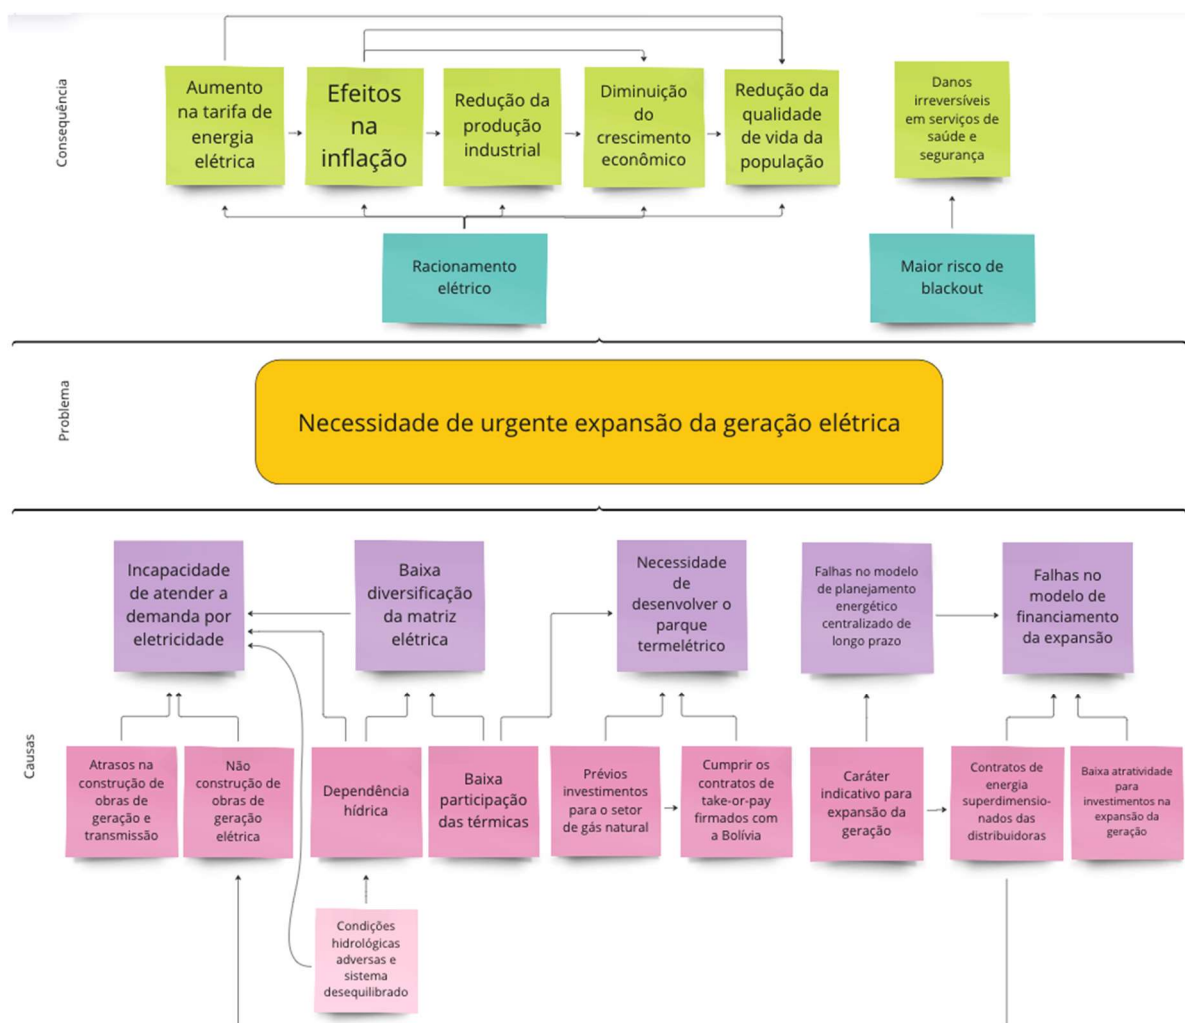 Consequência
Aumento
na tarifa de
energia
elétrica
Efeitos
na
inflação
Redução da
produção
industrial
Diminuição
do
crescimento
econômico
Redução da
qualidade
de vida da
população
Danos
irreversíveis
em serviços de
saúde e
segurança
Racionamento
elétrico
Maior risco de
blackout
Problema
Necessidade de urgente expansão da geração elétrica
Causas
Incapacidade
de atender a
demanda por
eletricidade
Baixa
diversificação
da matriz
elétrica
Necessidade
de
desenvolver o
parque
termelétrico
Falhas no modelo
de planejamento
energético
centralizado de
longo prazo
Falhas no
modelo de
financiamento
da expansão
Atrasos na
construção de
obras de
geração e
transmissão
Não
construção de
obras de
geração
elétrica
Dependência
hídrica
Baixa
participação
das térmicas
Prévios
investimentos
para o setor
de gás natural
Cumprir os
contratos de
take-or-pay
firmados com
a Bolívia
Caráter
indicativo para
expansão da
geração
Contratos de
energia
superdimensio-
nados das
distribuidoras
Baixa atratividade
para
investimentos na
expansão da
geração
Condições
hidrológicas
adversas e
sistema
desequilibrado